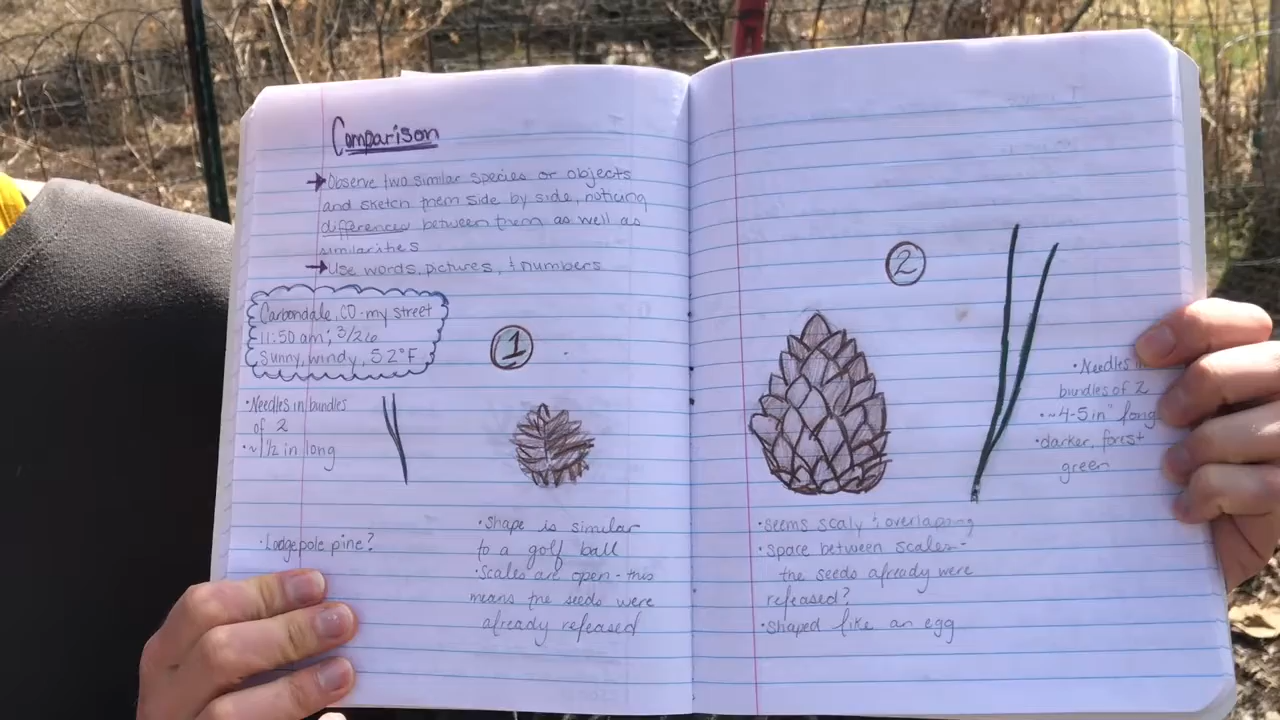 Comparison
→Observe two similar species or objects
and sketch them side by side, noticing
differences between them as well as
similarities
→Use words, pictures, & numbers
Carbondale, CO - my street
11:50 am; 3/26
Sunny, windy, 52°F
1
•Needles in bundles
of 2
•~1½ in long
•Lodgepole pine?
•Shape is similar
to a golf ball
•Scales are open - this
means the seeds were
already released
2
•Needles in
bundles of 2
•~4-5 in" long
•darker, forest
green
•Seems scaly & overlapping
•Space between scales-
the seeds already were
released?
•Shaped like an egg